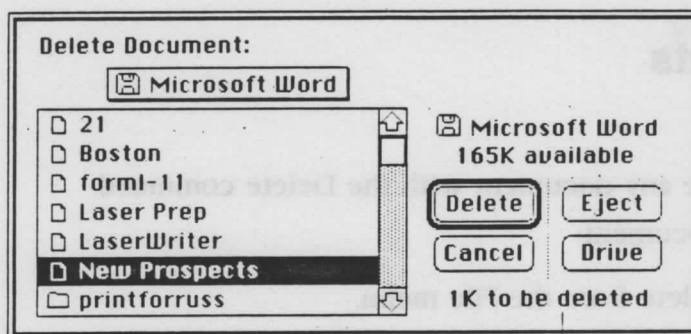 Delete Document:
Microsoft Word
21
Boston
forml-11
Laser Prep
LaserWriter
New Prospects
printforruss
Microsoft Word
165K available
Delete
Eject
Cancel
Drive
1K to be deleted